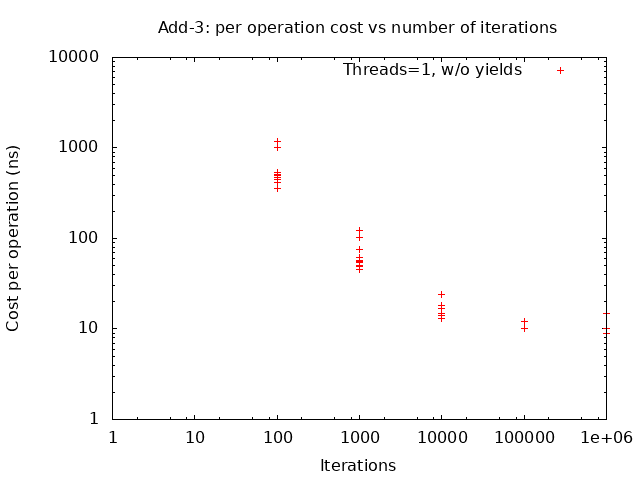 Add-3: per operation cost vs number of iterations
Threads=1, w/o yields
Cost per operation (ns)
10000
1000
100
10
1
1 10 100 1000 10000 100000 1e+06
Iterations